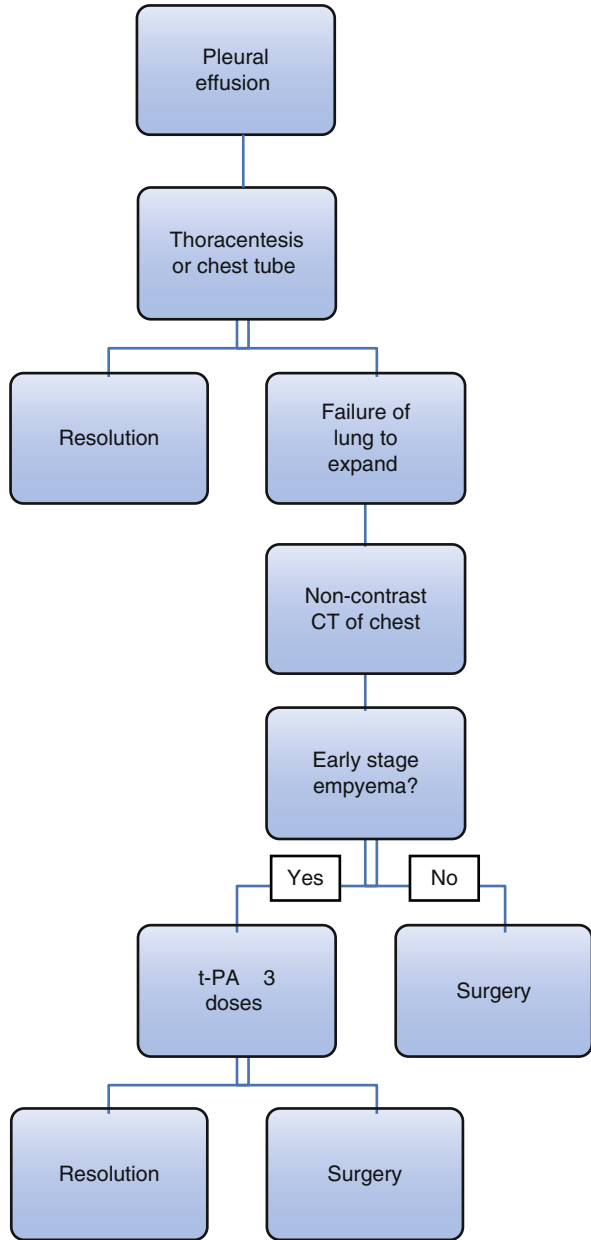 Pleural
effusion
Thoracentesis
or chest tube
Resolution
Failure of
lung to
expand
Non-contrast
CT of chest
Early stage
empyema?
Yes
No
t-PA 3
doses
Surgery
Resolution
Surgery